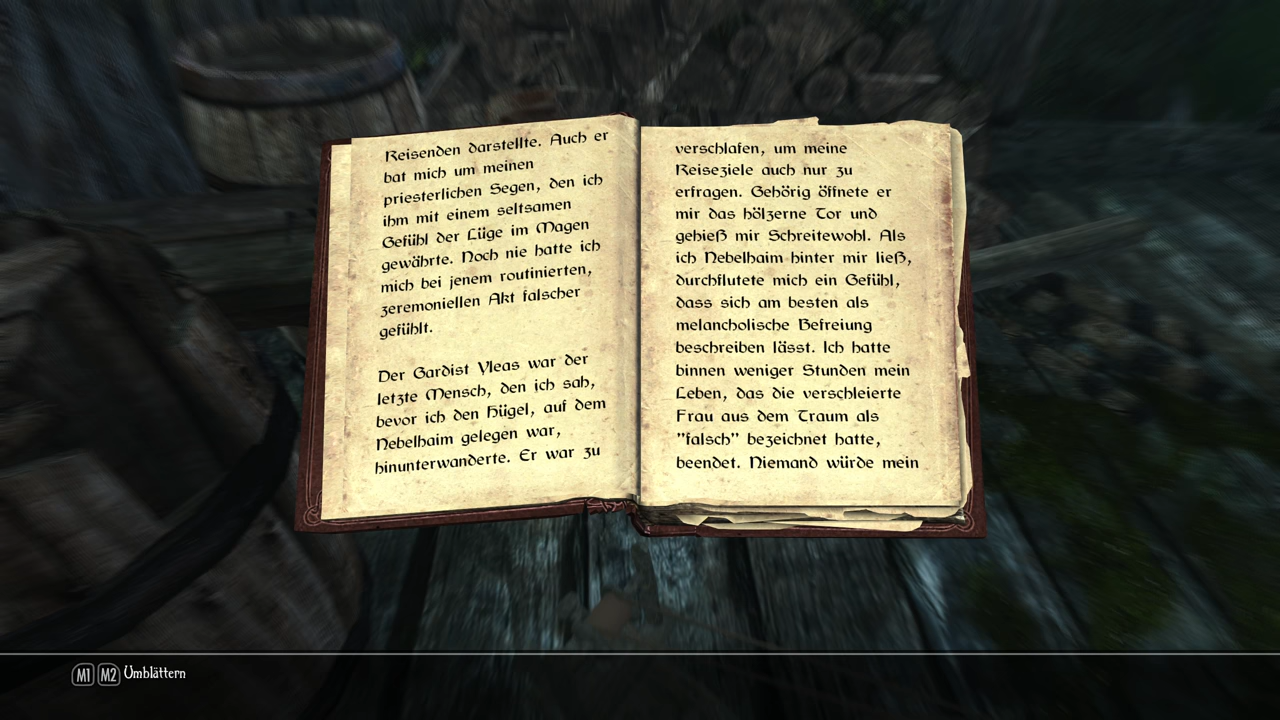 Reisenden darstellte. Auch er
bat mich um meinen
priesterlichen Segen, den ich
ihm mit einem seltsamen
Gefühl der Lüge im Magen
gewährte. Noch nie hatte ich
mich bei jenem routinierten,
zeremoniellen Akt falscher
gefühlt.
Der Gardist Yleas war der
letzte Mensch, den ich sah,
bevor ich den Hügel, auf dem
Nebelhaim gelegen war,
hinunterwanderte. Er war zu
verschlafen, um meine
Reiseziele auch nur zu
erfragen. Gehörig öffnete er
mir das hölzerne Tor und
gehieß mir Schreitewohl. Als
ich Nebelhaim hinter mir ließ,
durchflutete mich ein Gefühl,
dass sich am besten als
melancholische Befreiung
beschreiben lässt. Ich hatte
binnen weniger Stunden mein
Leben, das die verschleierte
Frau aus dem Traum als
"falsch" bezeichnet hatte,
beendet. Niemand würde mein
M1 M2 Umblättern